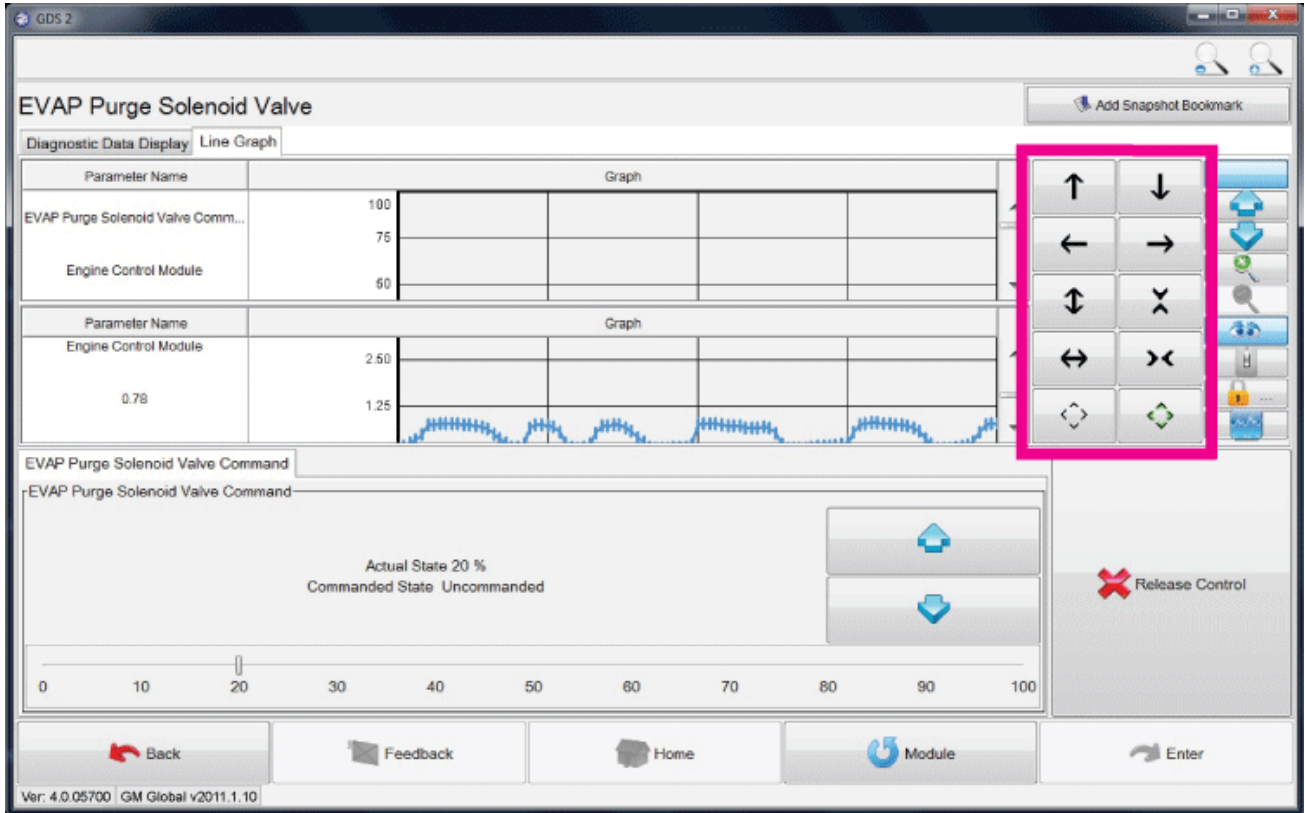 GDS 2
EVAP Purge Solenoid Valve
Add Snapshot Bookmark
Diagnostic Data Display
Line Graph
Parameter Name
Graph
EVAP Purge Solenoid Valve Comm...
Engine Control Module
100
75
50
Parameter Name
Graph
Engine Control Module
0.78
2.50
1.25
...
EVAP Purge Solenoid Valve Command
EVAP Purge Solenoid Valve Command
Actual State 20 %
Commanded State Uncommanded
Release Control
0 10 20 30 40 50 60 70 80 90 100
Back
Feedback
Home
Module
Enter
Ver: 4.0.05700 GM Global v2011.1.10